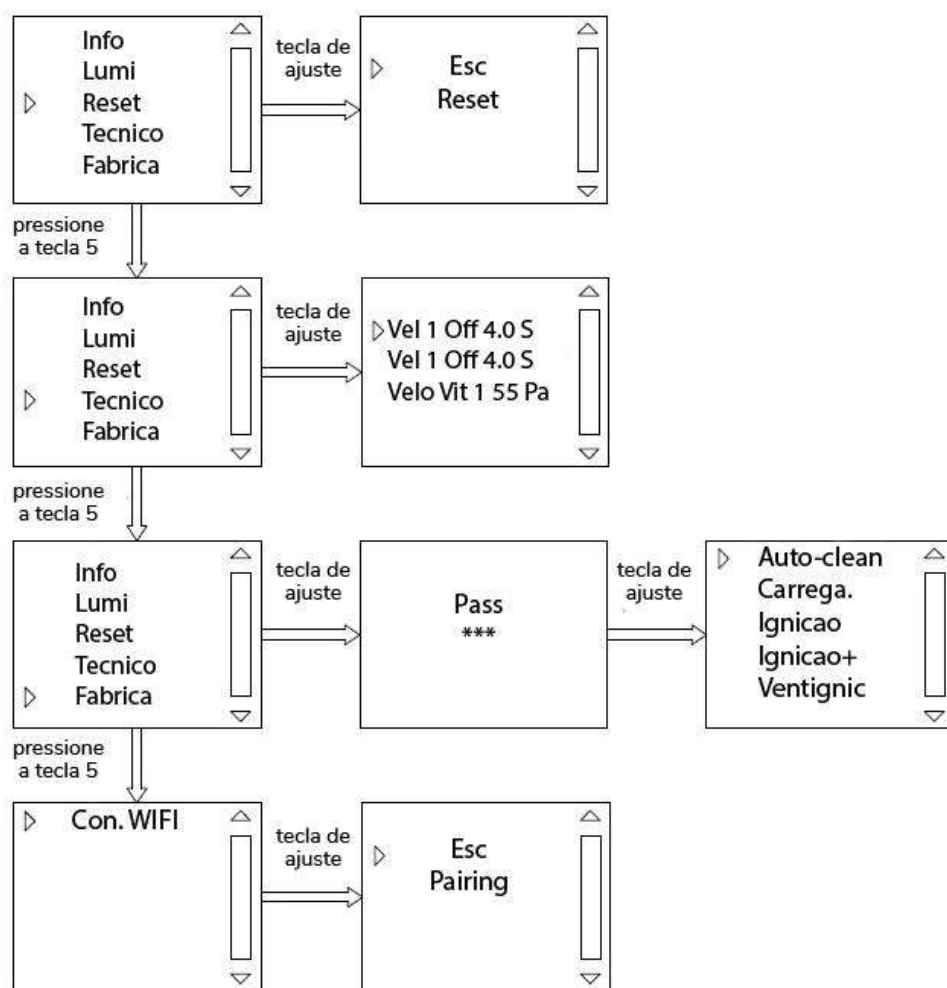 Info
Lumi
Reset
Tecnico
Fabrica
tecla de
ajuste
Esc
Reset
pressione
a tecla 5
Info
Lumi
Reset
Tecnico
Fabrica
tecla de
ajuste
Vel 1 Off 4.0 S
Vel 1 Off 4.0 S
Velo Vit 1 55 Pa
pressione
a tecla 5
Info
Lumi
Reset
Tecnico
Fabrica
tecla de
ajuste
Pass
***
tecla de
ajuste
Auto-clean
Carrega.
Ignicao
Ignicao+
Ventignic
pressione
a tecla 5
Con. WIFI
tecla de
ajuste
Esc
Pairing